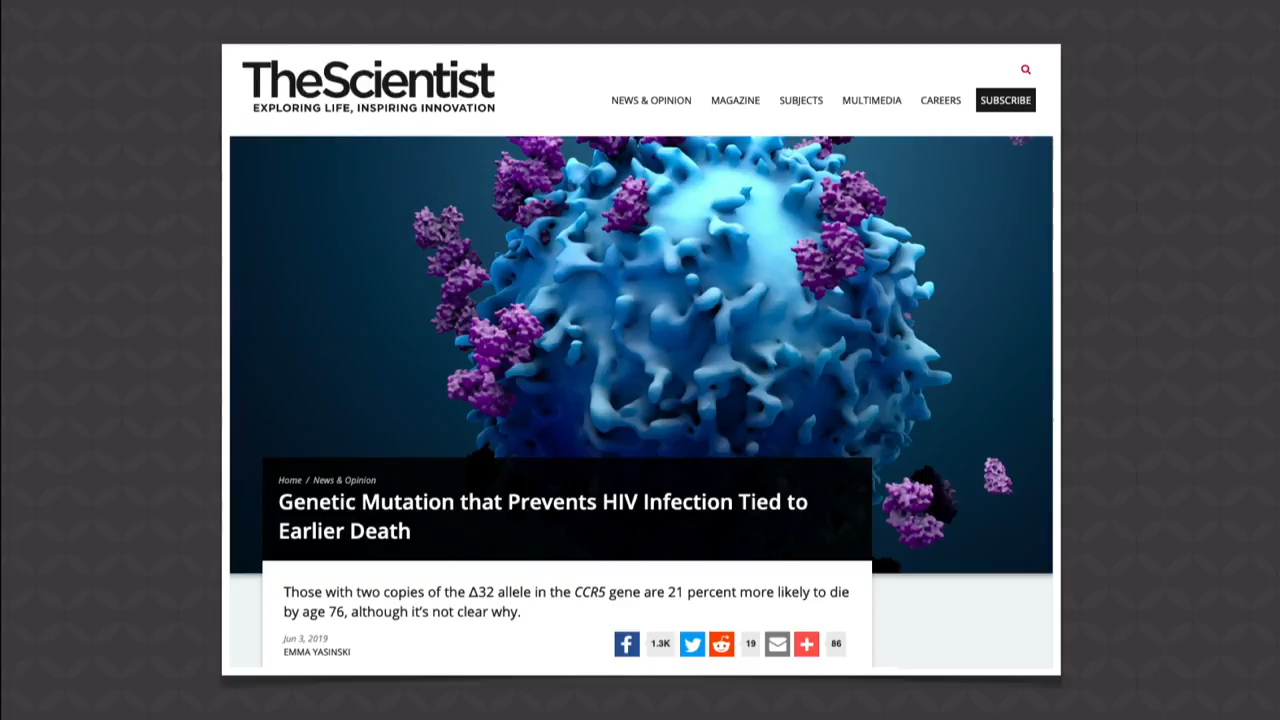 TheScientist
EXPLORING LIFE, INSPIRING INNOVATION
NEWS & OPINION MAGAZINE SUBJECTS MULTIMEDIA CAREERS SUBSCRIBE
Home / News & Opinion
Genetic Mutation that Prevents HIV Infection Tied to
Earlier Death
Those with two copies of the Δ32 allele in the CCR5 gene are 21 percent more likely to die
by age 76, although it's not clear why.
Jun 3, 2019
EMMA YASINSKI
f 1.3K 19 86